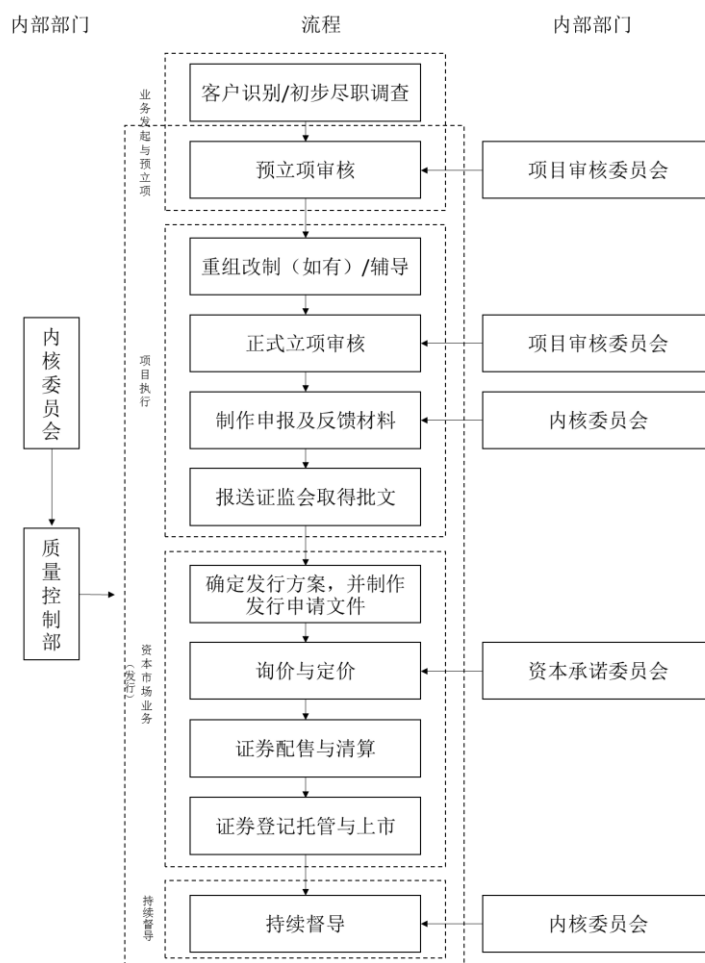 内部部门
流程
内部部门
业务发起与预立项
客户识别/初步尽职调查
预立项审核
项目审核委员会
项目执行
重组改制（如有）/辅导
正式立项审核
项目审核委员会
制作申报及反馈材料
内核委员会
报送证监会取得批文
内核委员会
质量控制部
资本市场业务
（发行）
确定发行方案，并制作
发行申请文件
询价与定价
资本承诺委员会
证券配售与清算
证券登记托管与上市
持续督导
持续督导
内核委员会